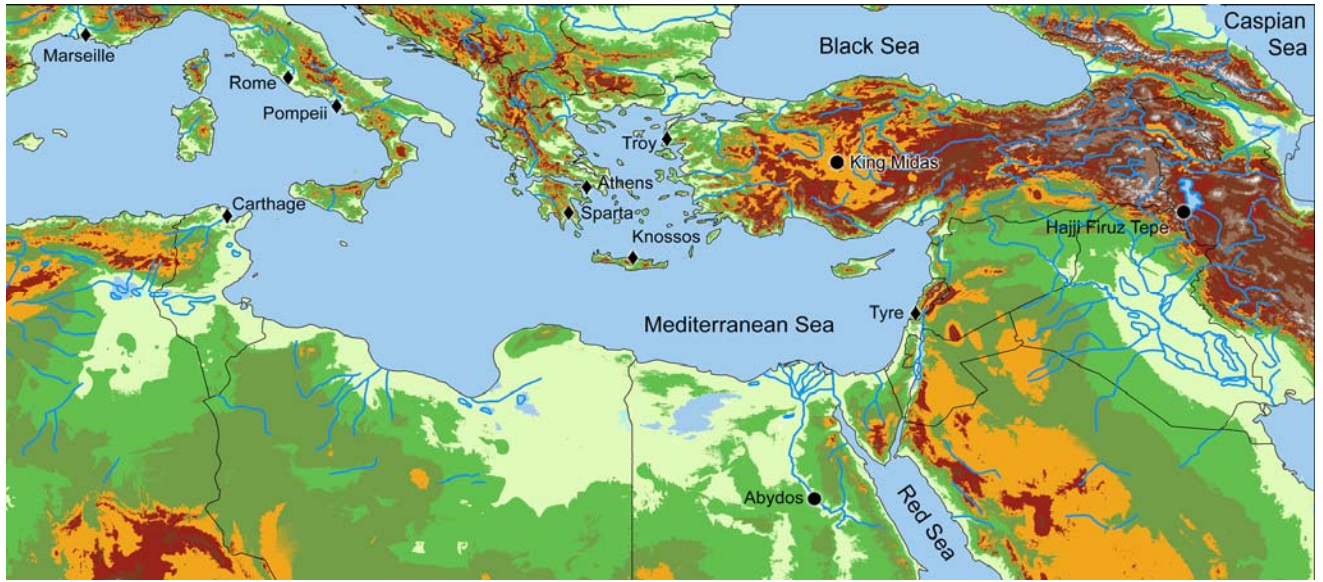 Caspian
Sea
Black Sea
Marseille
Rome
Pompeii
Troy
King Midas
Athens
Carthage
Sparta
Hajji Firuz Tepe
Knossos
Tyre
Mediterranean Sea
Abydos
Red Sea